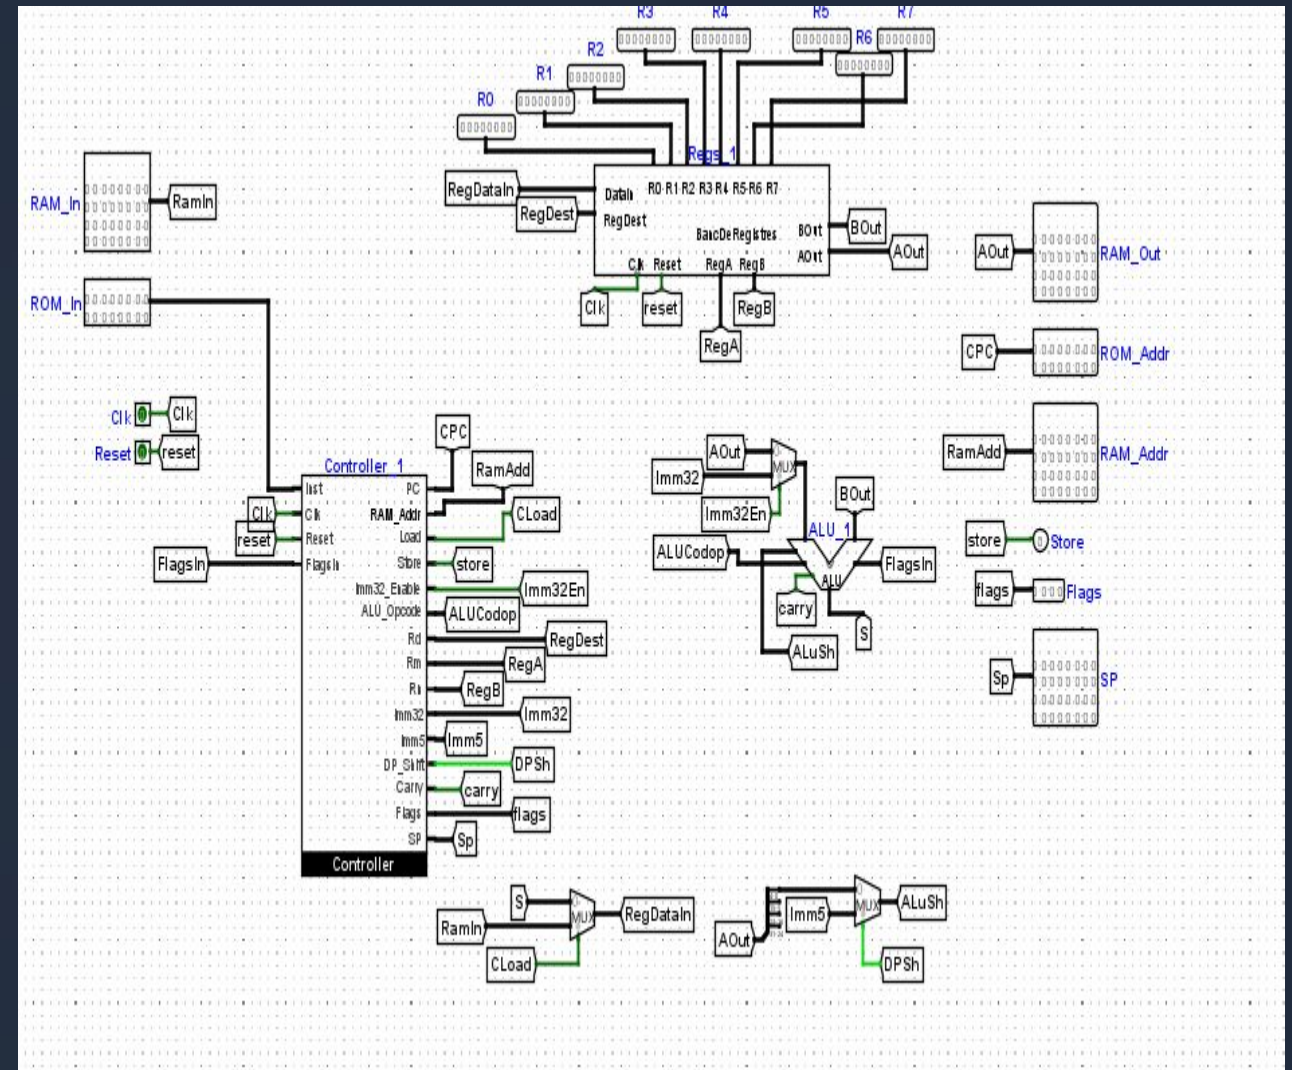 R3
R4
R5
R7
R6
R2
R1
R0
Regs_1
R0 R1 R2 R3 R4 R5 R6 R7
DataIn
RegDest
BancDeRegistres
BOut
AOut
Clk Reset RegA RegB
RegDataIn
RegDest
BOut
AOut
Clk
reset
RegB
RegA
RAM_In
RamIn
ROM_In
AOut
RAM_Out
CPC
ROM_Addr
RamAdd
RAM_Addr
store
Store
flags
Flags
Sp
SP
Clk
Clk
Reset
reset
Controller_1
CPC
RamAdd
Inst
PC
Clk
Clk
RAM_Addr
reset
Reset
Load
CLoad
FlagsIn
FlagsIn
Store
store
Imm32_Enable
Imm32En
ALU_Opcode
ALUCodop
Rd
RegDest
Rm
RegA
Rn
RegB
Imm32
Imm32
Imm5
Imm5
DP_Shift
DPSh
Carry
carry
Flags
flags
SP
Sp
Controller
AOut
Imm32
MUX
Imm32En
BOut
ALU_1
ALUCodop
ALU
FlagsIn
carry
S
ALuSh
S
RamIn
MUX
RegDataIn
CLoad
AOut
Imm5
MUX
ALuSh
DPSh